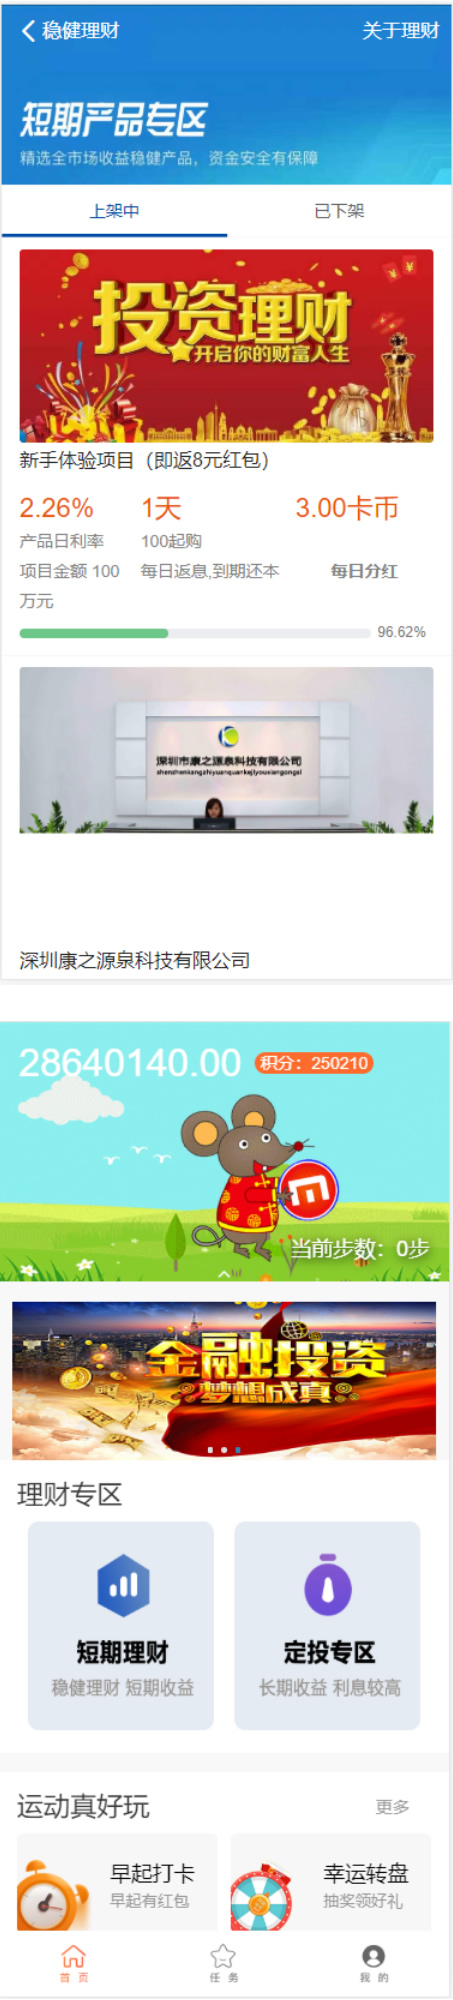 稳健理财
关于理财
短期产品专区
精选全市场收益稳健产品，资金安全有保障
上架中
已下架
投资理财
开启你的财富人生
新手体验项目（即返8元红包）
2.26%
1天
3.00卡币
产品日利率
100起购
项目金额 100
每日返息,到期还本
每日分红
万元
96.62%
深圳市康之源泉科技有限公司
深圳康之源泉科技有限公司
28640140.00
积分：250210
当前步数：0步
金融投资
梦想成真
理财专区
短期理财
定投专区
稳健理财 短期收益
长期收益 利息较高
运动真好玩
更多
早起打卡
幸运转盘
早起有红包
抽奖领好礼
首 页
任 务
我 的